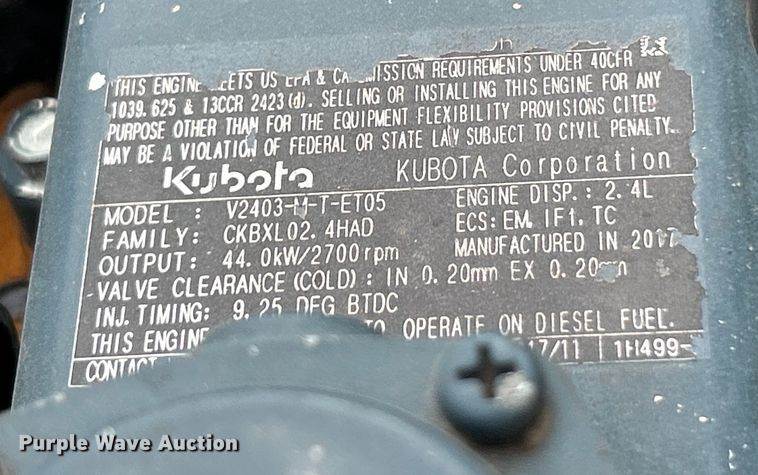 THIS ENGINE US EPA & REQUIREMENTS UNDER 40CFR
1039. 625 & 13CCR 2423(d). SELLING OR INSTALLING THIS ENGINE FOR ANY
PURPOSE OTHER THAN FOR THE EQUIPMENT FLEXIBILITY PROVISIONS CITED
MAY BE A VIOLATION OF FEDERAL OR STATE LAW SUBJECT TO CIVIL PENALTY.
Kubota KUBOTA Corporation
MODEL : V2403-M-T-ET05 ENGINE DISP.: 2.4L
FAMILY: CKBXL02. 4HAD ECS: EM, IFI, TC
OUTPUT: 44. 0kW/2700rpm MANUFACTURED IN 2017
VALVE CLEARANCE (COLD) : IN 0. 20mm EX 0. 20mm
INJ. TIMING: 9. 25 DEG BTDC
THIS ENGINE TO OPERATE ON DIESEL FUEL.
CONTACT 17/11 1H499-
Purple Wave Auction